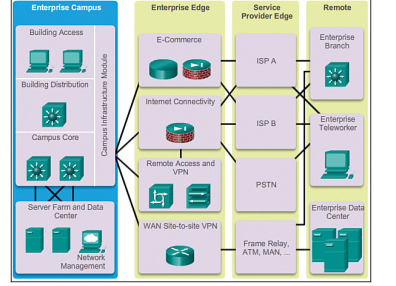 Enterprise Campus
Building Access
Building Distribution
Campus Core
Campus Infrastructure Module
Server Farm and Data
Center
Network
Management
Enterprise Edge
E-Commerce
Internet Connectivity
Remote Access and
VPN
WAN Site-to-site VPN
Service
Provider Edge
ISP A
ISP B
PSTN
Frame Relay,
ATM, MAN, ...
Remote
Enterprise
Branch
Enterprise
Teleworker
Enterprise Data
Center